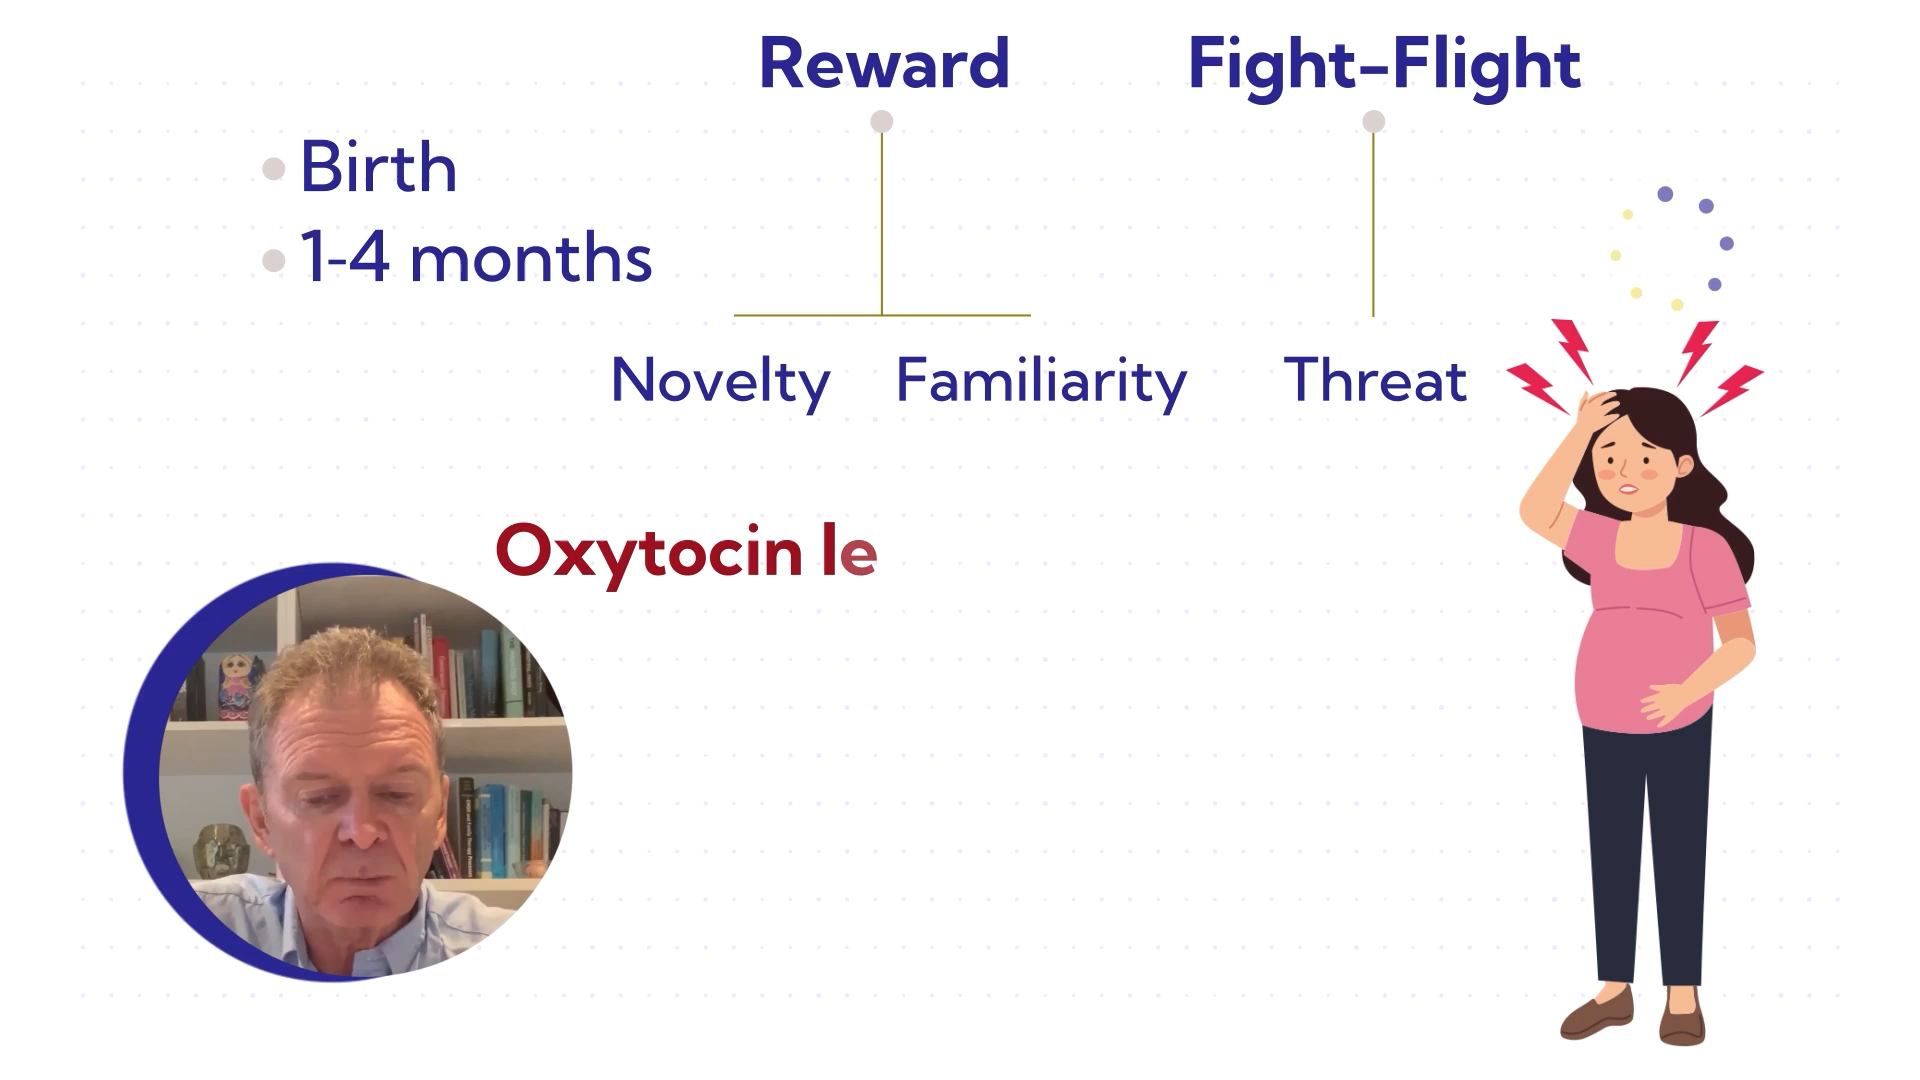 Reward
Fight-Flight
Birth
1-4 months
Novelty
Familiarity
Threat
Oxytocin le